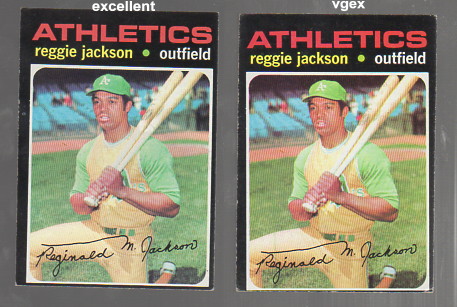 excellent
ATHLETICS
reggie jackson • outfield
A's
Reginald M. Jackson
vgex
ATHLETICS
reggie jackson • outfield
A's
Reginald M. Jackson